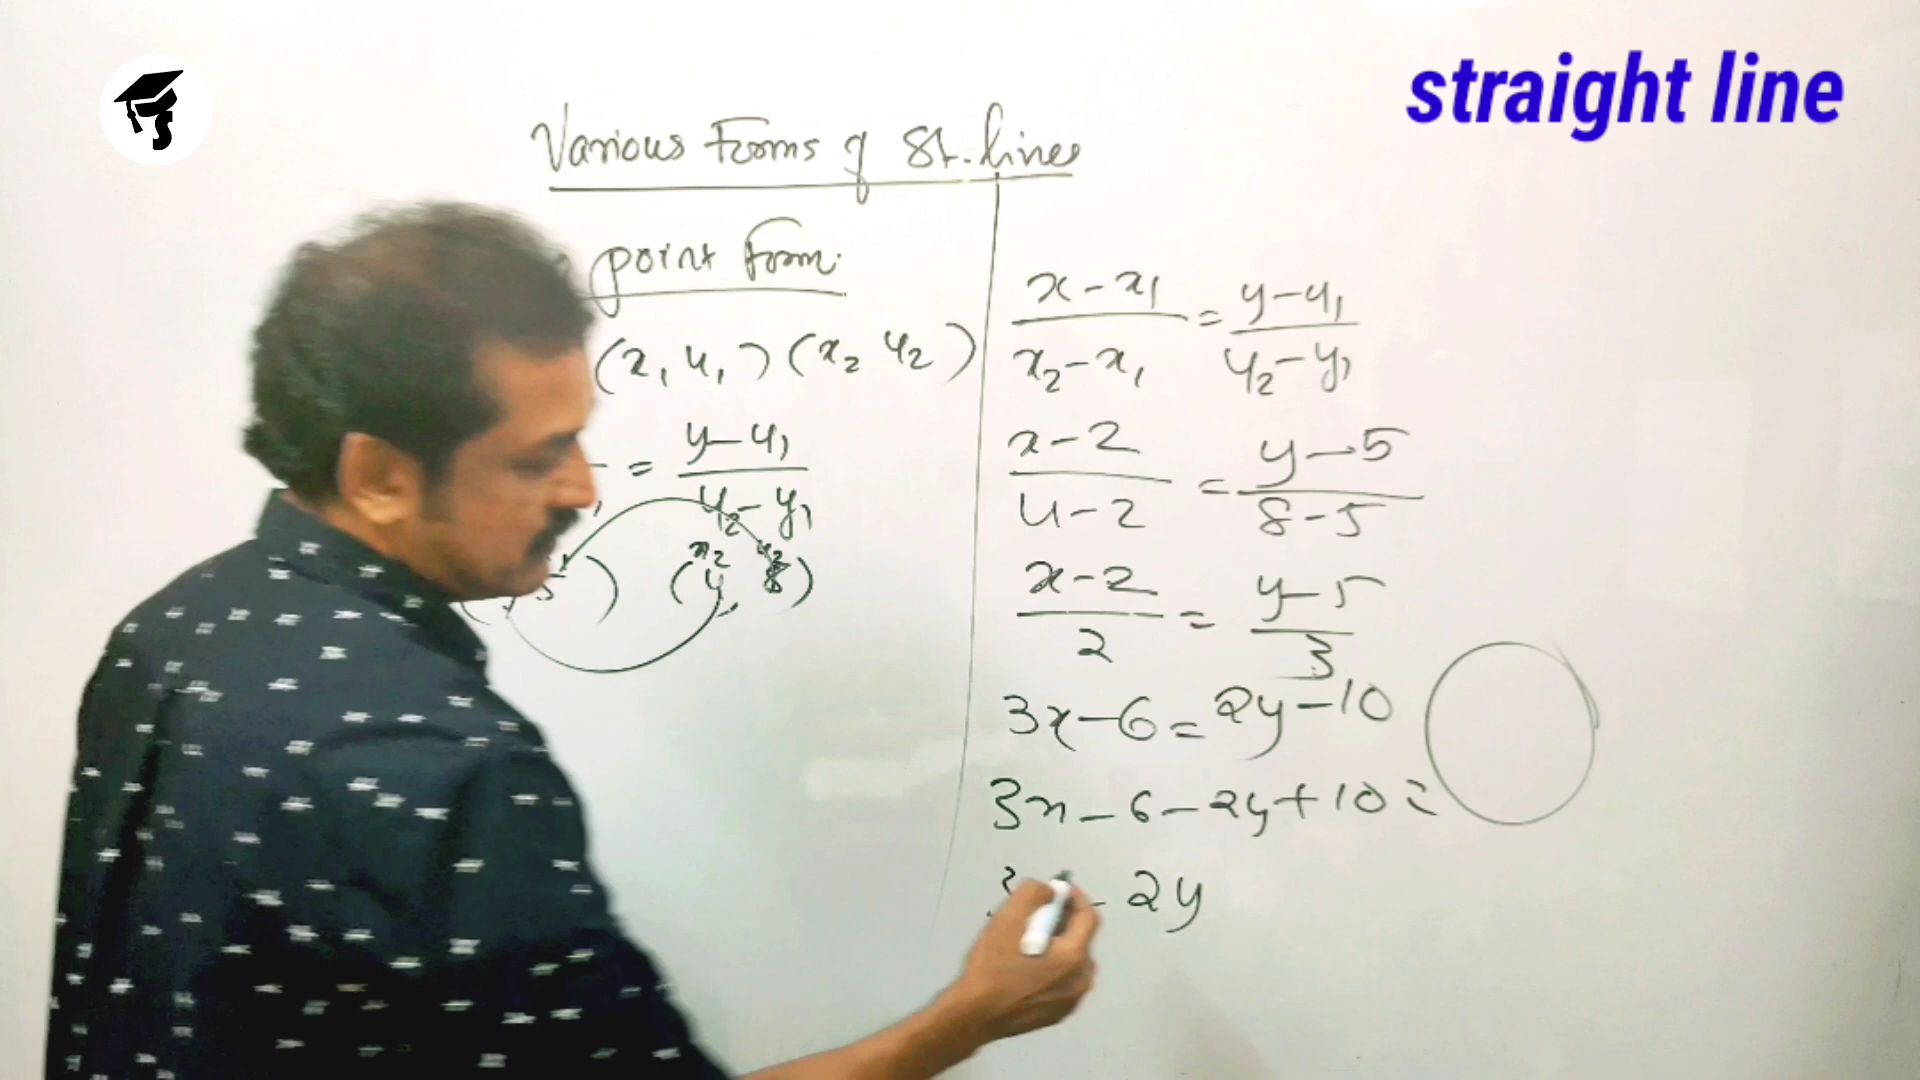 straight line
Various Forms of St. lines
point form.
(x₁ y₁) (x₂ y₂)
= y-y₁ / y₂-y₁
x₂ y₂
5) (4, 8)
x-x₁ / x₂-x₁ = y-y₁ / y₂-y₁
x-2 / 4-2 = y-5 / 8-5
x-2 / 2 = y-5 / 3
3x-6=2y-10
3x-6-2y+10=
3 - 2y